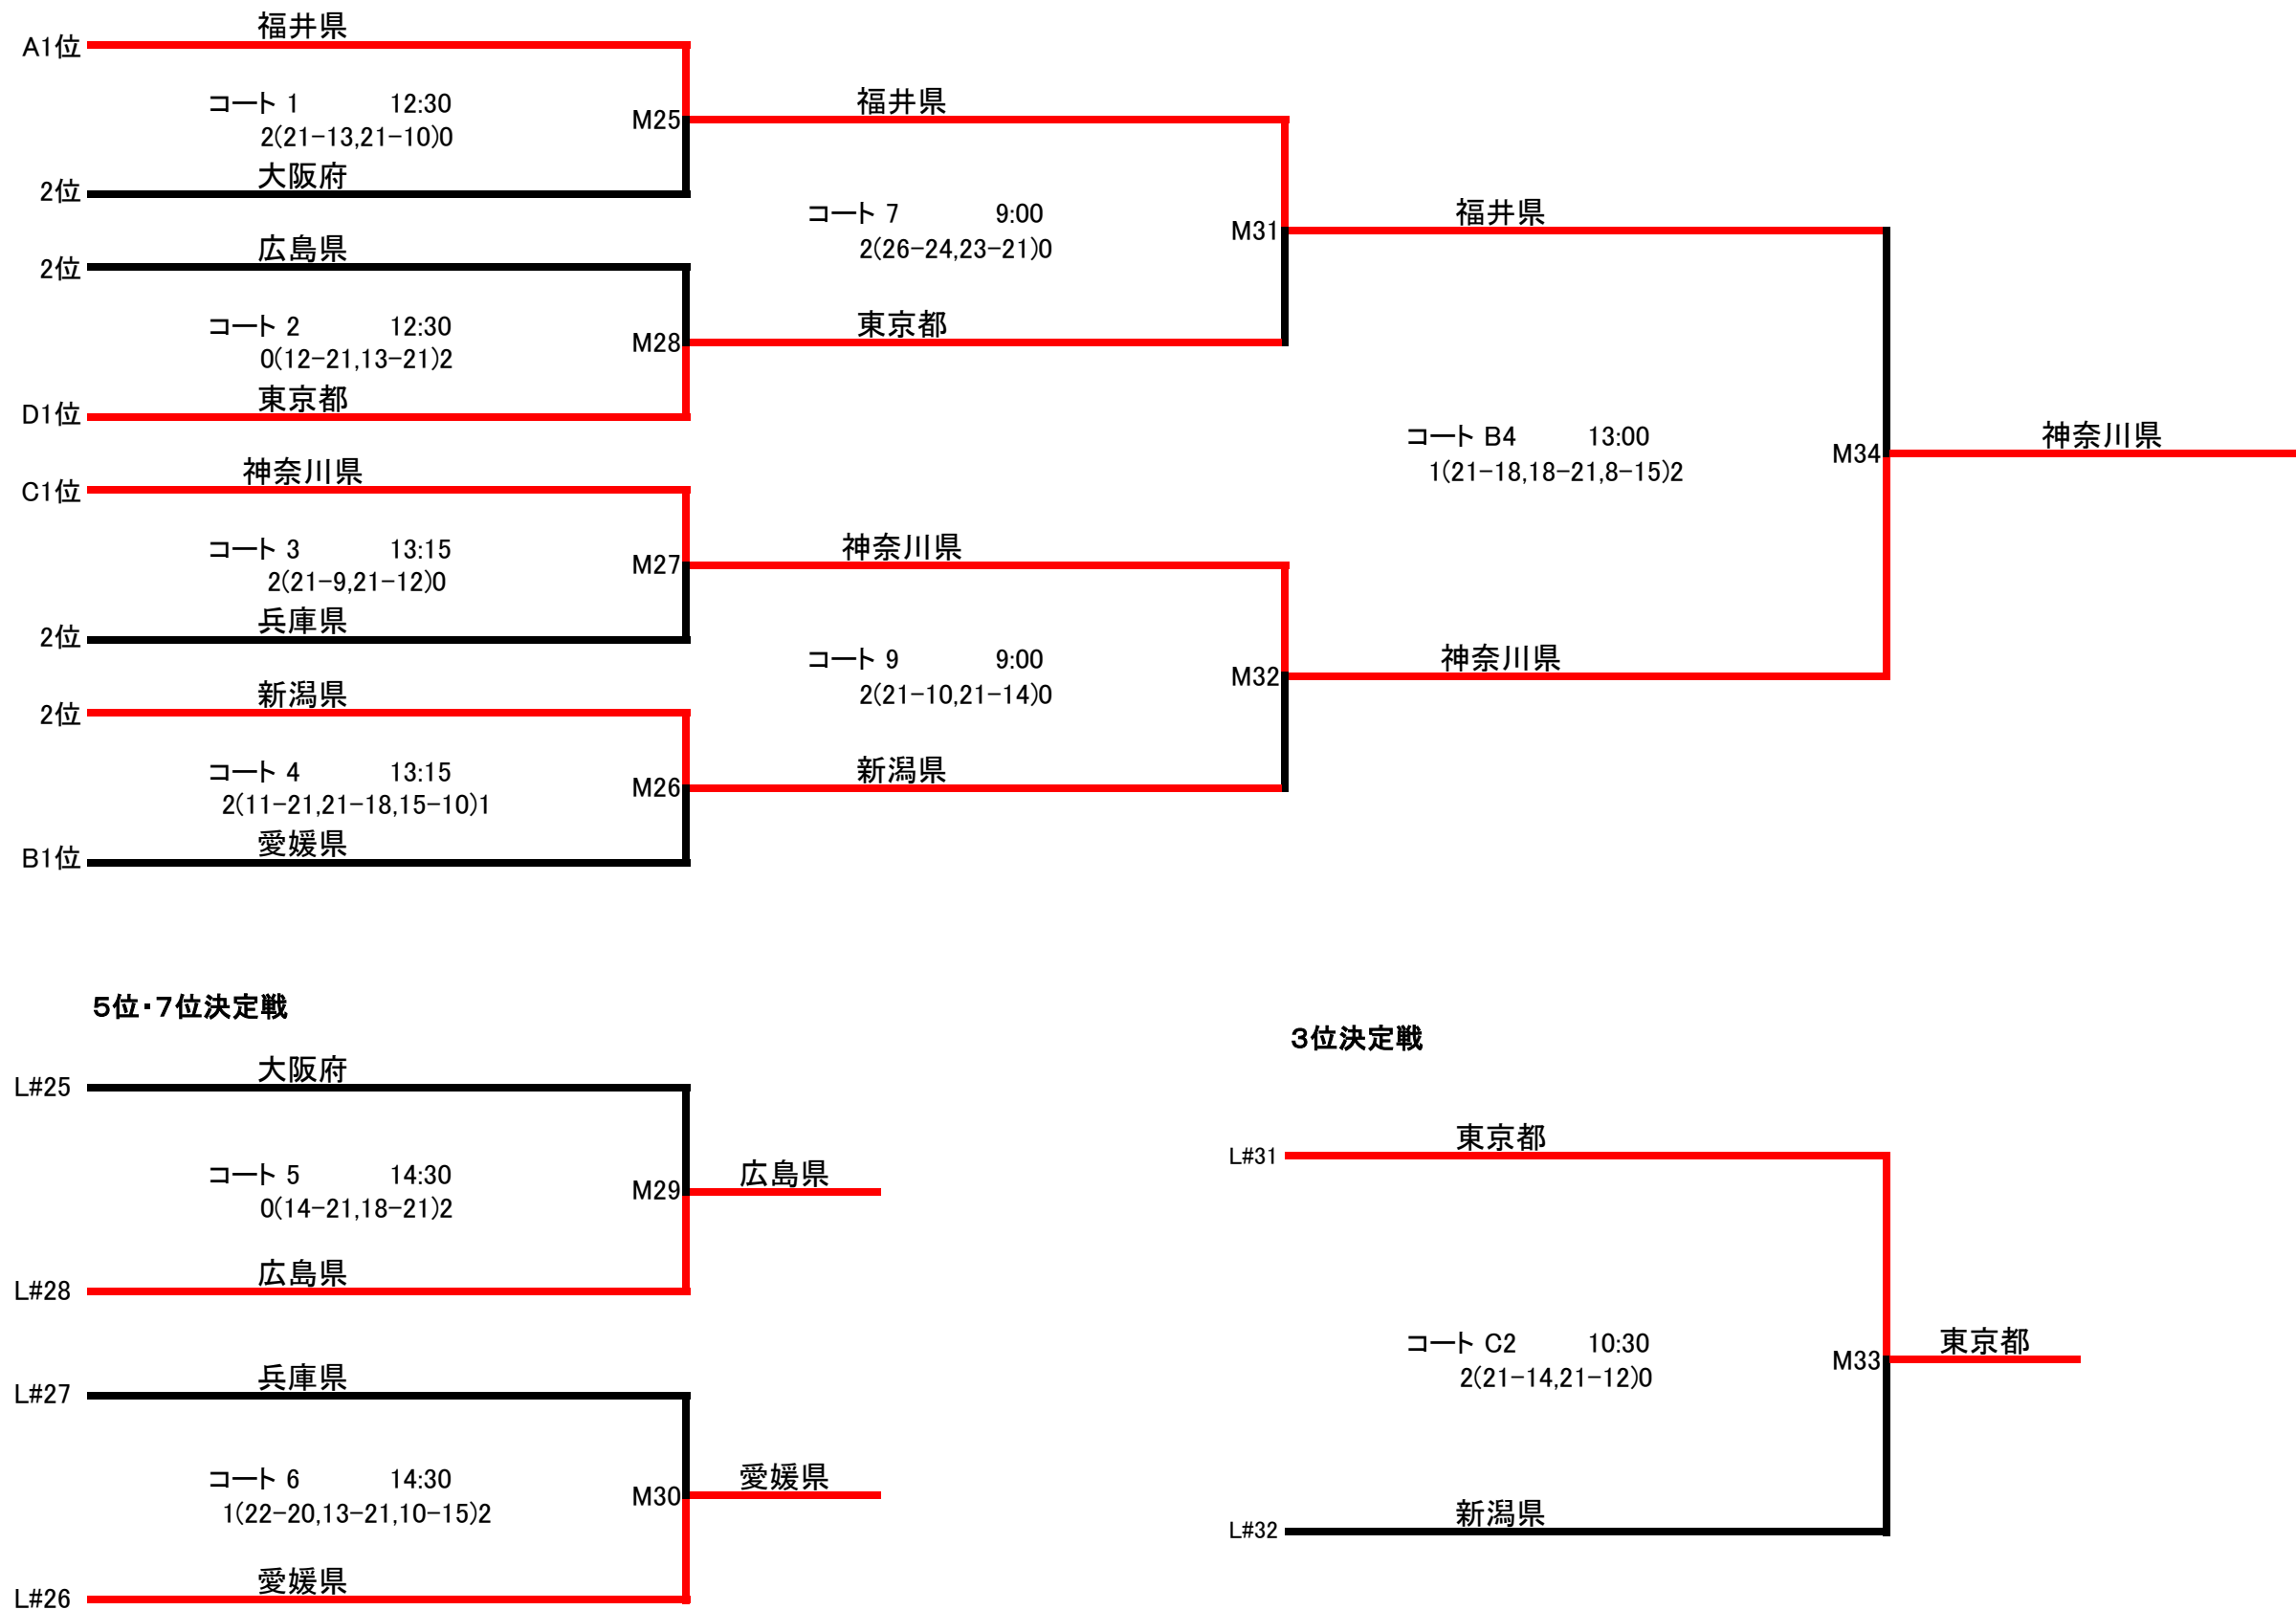 福井県
A1位
コート 1 12:30
M25
2(21-13,21-10)0
大阪府
2位
福井県
コート 7 9:00
M31
2(26-24,23-21)0
福井県
広島県
2位
コート 2 12:30
M28
0(12-21,13-21)2
東京都
D1位
東京都
コート B4 13:00
M34
1(21-18,18-21,8-15)2
神奈川県
神奈川県
C1位
コート 3 13:15
M27
2(21-9,21-12)0
兵庫県
2位
神奈川県
コート 9 9:00
M32
2(21-10,21-14)0
神奈川県
新潟県
2位
コート 4 13:15
M26
2(11-21,21-18,15-10)1
愛媛県
B1位
新潟県
5位・7位決定戦
大阪府
L#25
コート 5 14:30
M29
0(14-21,18-21)2
広島県
広島県
L#28
兵庫県
L#27
コート 6 14:30
M30
1(22-20,13-21,10-15)2
愛媛県
愛媛県
L#26
3位決定戦
東京都
L#31
コート C2 10:30
M33
2(21-14,21-12)0
東京都
新潟県
L#32